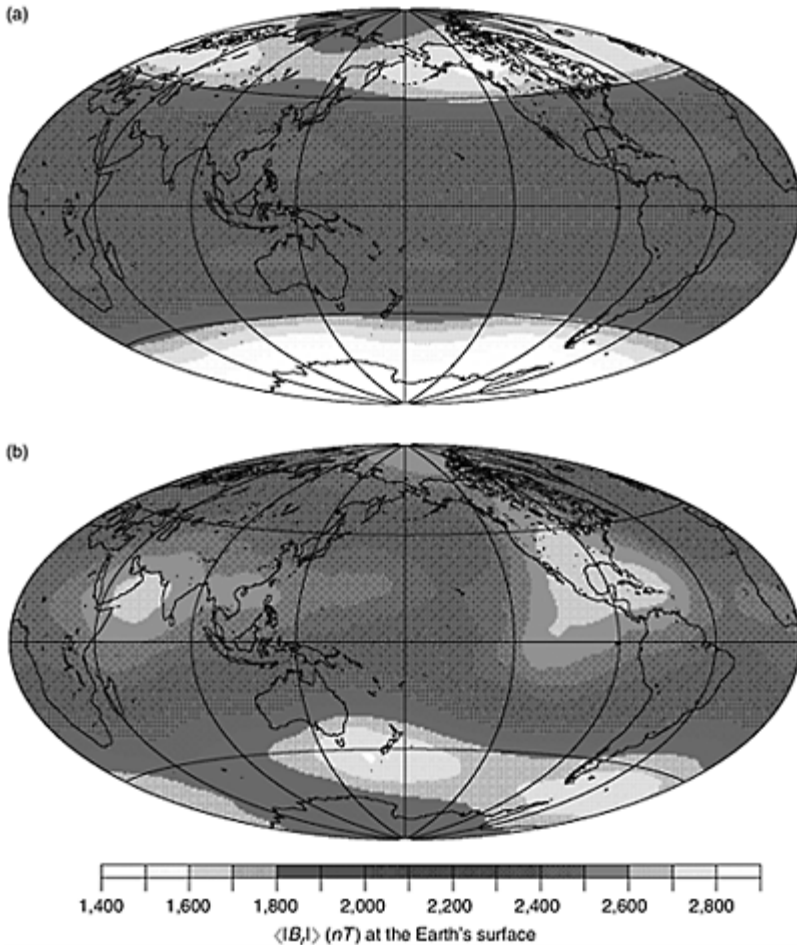 (a)
(b)
1,400 1,600 1,800 2,000 2,200 2,400 2,600 2,800
⟨|Bᵣ|⟩ (nT) at the Earth's surface